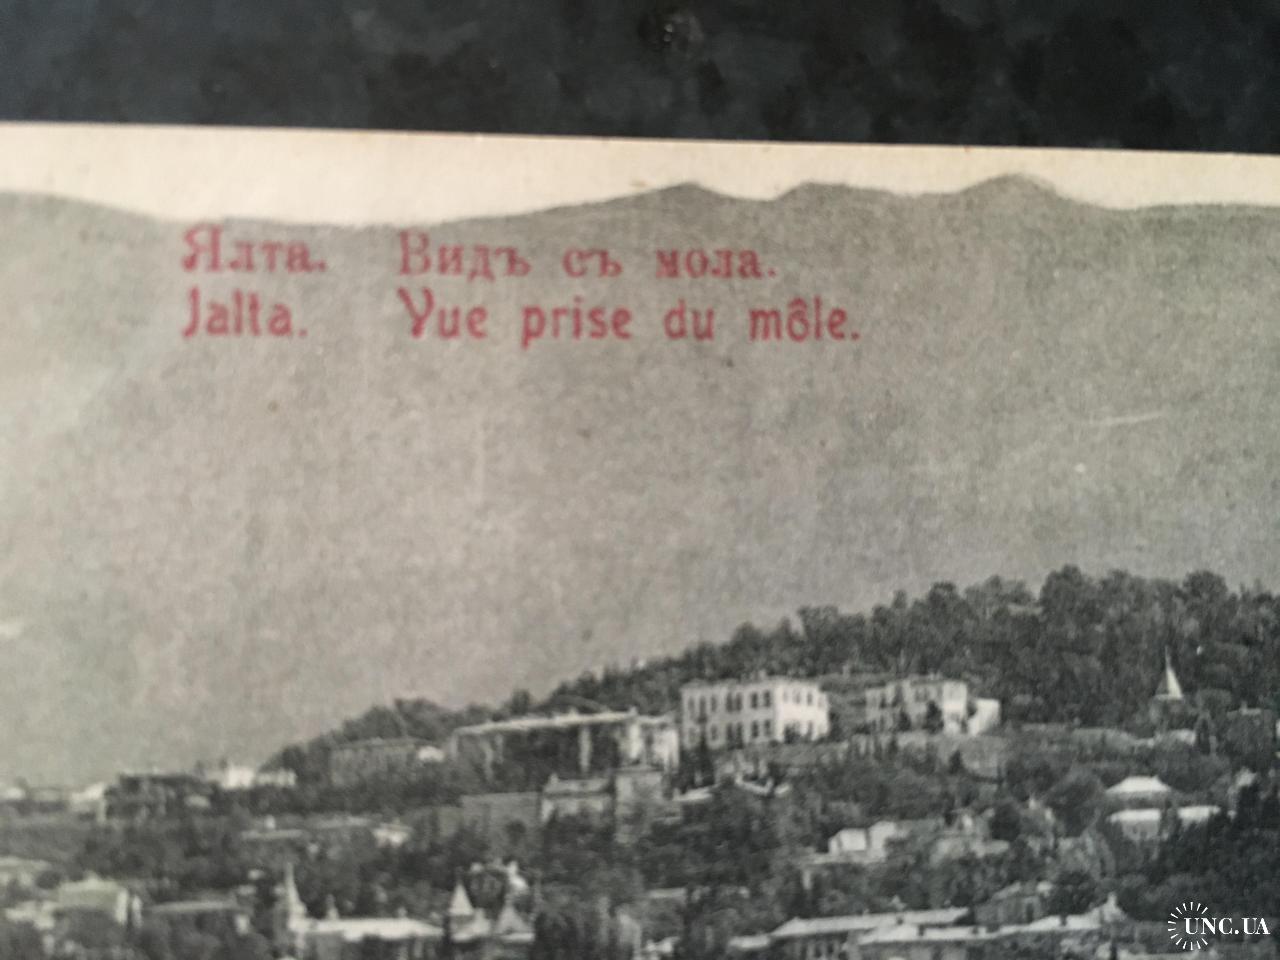 Ялта. Видъ съ мола.
Jalta. Vue prise du môle.
UNC.UA